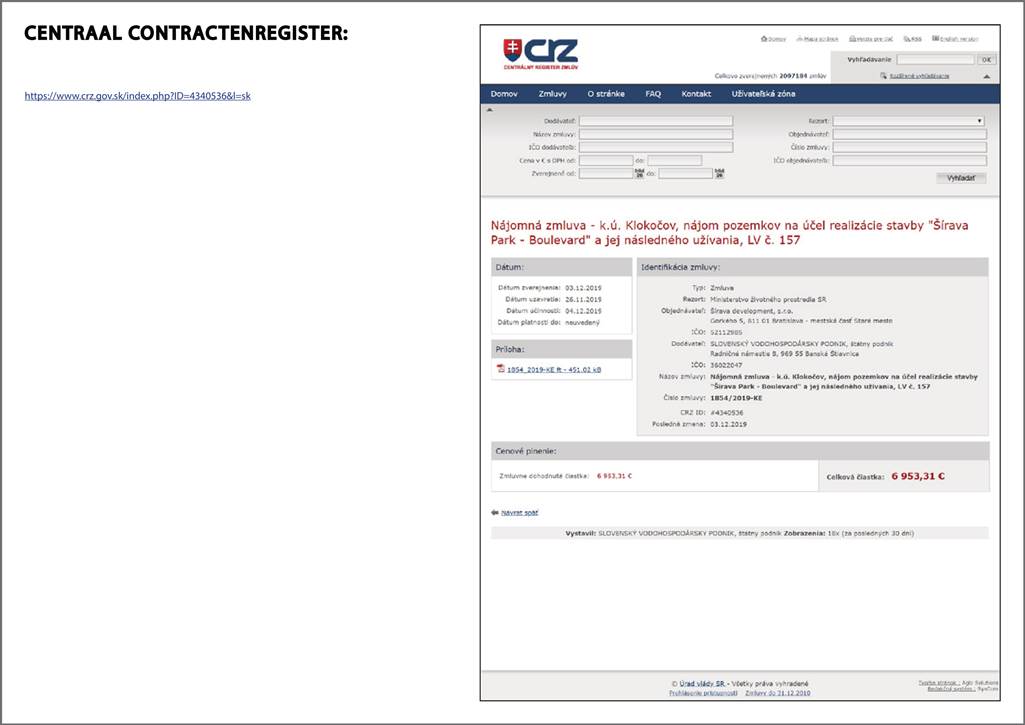 CENTRAAL CONTRACTENREGISTER:
https://www.crz.gov.sk/index.php?ID=4340536&l=sk
crz
CENTRÁLNY REGISTER ZMLÚV
Domov Mapa stránok Verzia pre tlač RSS English version
Vyhľadávanie OK
Rozšírené vyhľadávanie
Celkovo zverejnených 2097184 zmlúv
Domov Zmluvy O stránke FAQ Kontakt Užívateľská zóna
Dodávateľ: Rezort:
Názov zmluvy: Objednávateľ:
IČO dodávateľa: Číslo zmluvy:
Cena v € s DPH od: do: IČO objednávateľa:
Zverejnené od: do:
Vyhľadať
Nájomná zmluva - k.ú. Klokočov, nájom pozemkov na účel realizácie stavby "Šírava
Park - Boulevard" a jej následného užívania, LV č. 157
Dátum:
Dátum zverejnenia: 03.12.2019
Dátum uzavretia: 26.11.2019
Dátum účinnosti: 04.12.2019
Dátum platnosti do: neuvedený
Príloha:
1854_2019-KE ft - 451.02 kB
Identifikácia zmluvy:
Typ: Zmluva
Rezort: Ministerstvo životného prostredia SR
Objednávateľ: Šírava development, s.r.o.
Gorkého 5, 811 01 Bratislava - mestská časť Staré mesto
IČO: 52112985
Dodávateľ: SLOVENSKÝ VODOHOSPODÁRSKY PODNIK, štátny podnik
Radničné námestie 8, 969 55 Banská Štiavnica
IČO: 36022047
Názov zmluvy: Nájomná zmluva - k.ú. Klokočov, nájom pozemkov na účel realizácie stavby
"Šírava Park - Boulevard" a jej následného užívania, LV č. 157
Číslo zmluvy: 1854/2019-KE
CRZ ID: #4340536
Posledná zmena: 03.12.2019
Cenové plnenie:
Zmluvne dohodnutá čiastka: 6 953,31 €
Celková čiastka: 6 953,31 €
Návrat späť
Vystavil: SLOVENSKÝ VODOHOSPODÁRSKY PODNIK, štátny podnik Zobrazenia: 16x (za posledných 30 dní)
© Úrad vlády SR - Všetky práva vyhradené
Prehlásenie prístupnosti Zmluvy do 31.12.2010
Tvorba stránok : Aglo Solutions
Redakčný systém : SysCom